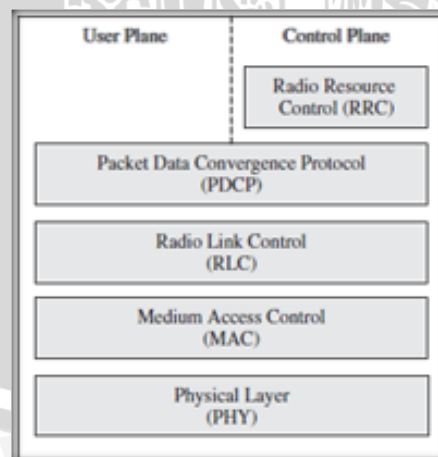 User Plane
Control Plane
Radio Resource
Control (RRC)
Packet Data Convergence Protocol
(PDCP)
Radio Link Control
(RLC)
Medium Access Control
(MAC)
Physical Layer
(PHY)